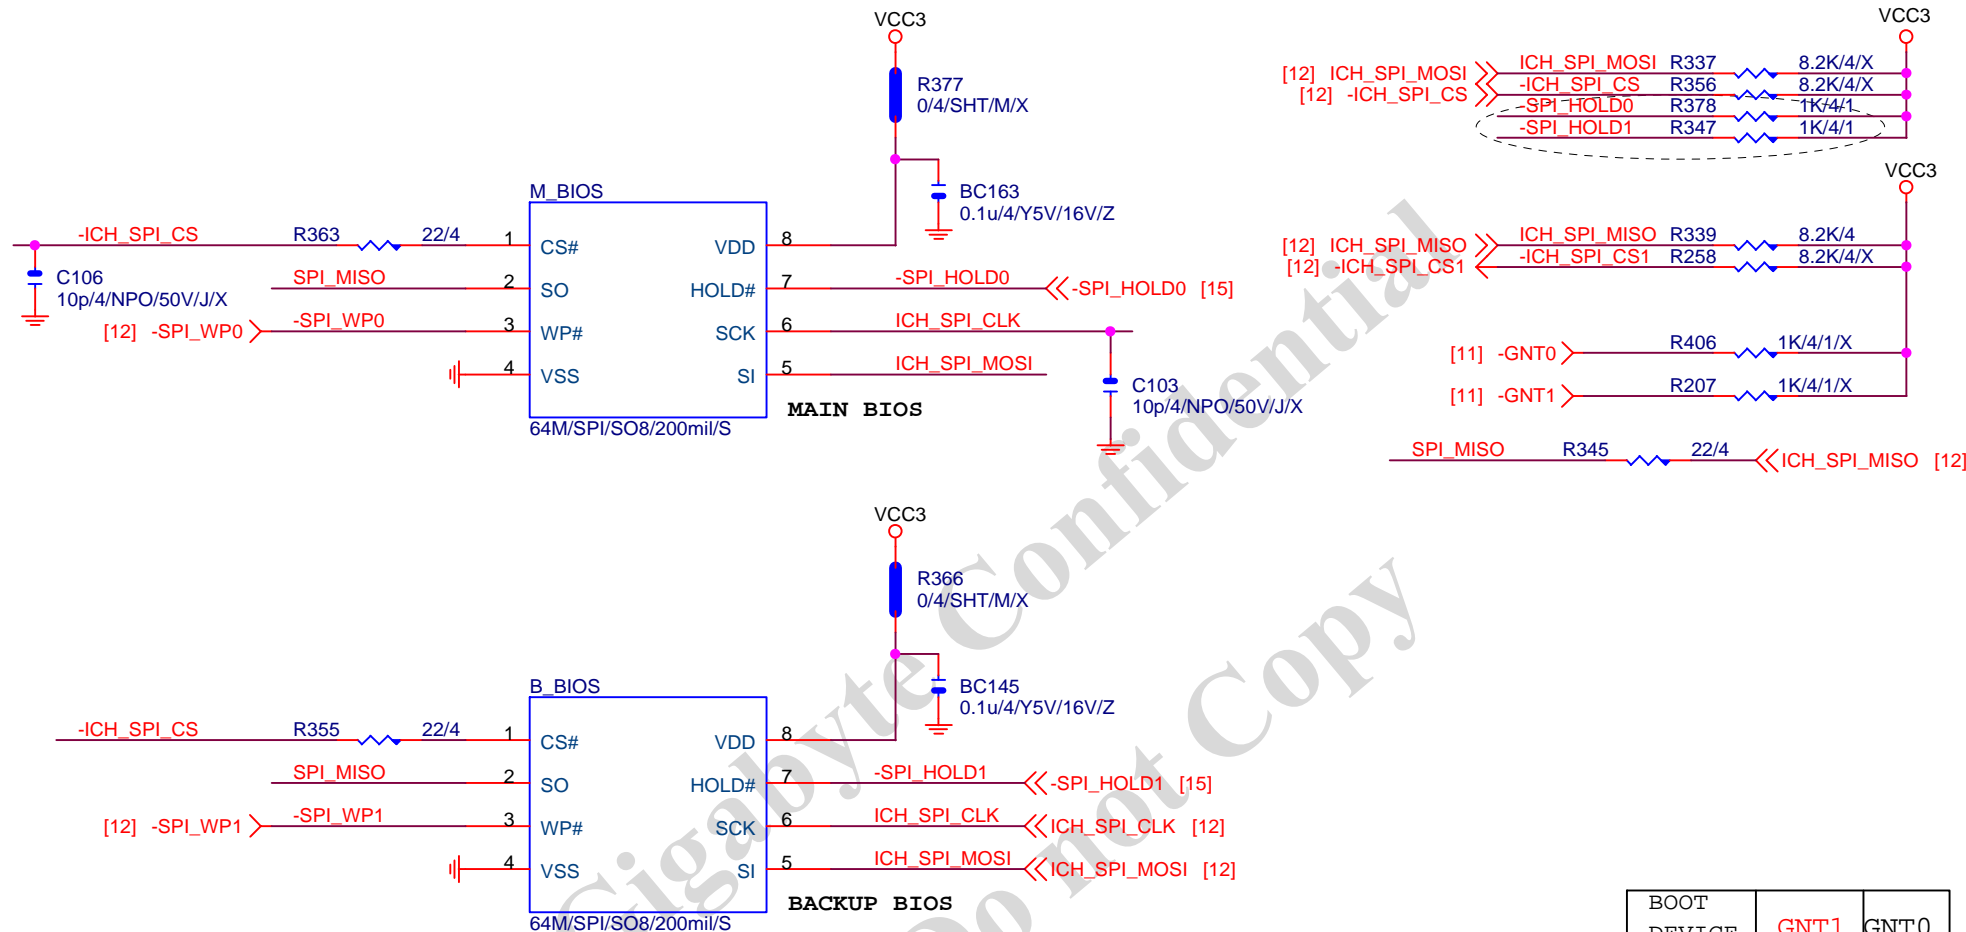 VCC3
R377
0/4/SHT/M/X
BC163
0.1u/4/Y5V/16V/Z
M_BIOS
-ICH_SPI_CS R363 22/4 1 CS# VDD 8
C106
10p/4/NPO/50V/J/X
SPI_MISO 2 SO HOLD# 7 -SPI_HOLD0 -SPI_HOLD0 [15]
[12] -SPI_WP0 -SPI_WP0 3 WP# SCK 6 ICH_SPI_CLK
4 VSS SI 5 ICH_SPI_MOSI
C103
10p/4/NPO/50V/J/X
MAIN BIOS
64M/SPI/SO8/200mil/S
VCC3
[12] ICH_SPI_MOSI ICH_SPI_MOSI R337 8.2K/4/X
[12] -ICH_SPI_CS -ICH_SPI_CS R356 8.2K/4/X
-SPI_HOLD0 R378 1K/4/1
-SPI_HOLD1 R347 1K/4/1
VCC3
[12] ICH_SPI_MISO ICH_SPI_MISO R339 8.2K/4
[12] -ICH_SPI_CS1 -ICH_SPI_CS1 R258 8.2K/4/X
[11] -GNT0 R406 1K/4/1/X
[11] -GNT1 R207 1K/4/1/X
SPI_MISO R345 22/4 ICH_SPI_MISO [12]
VCC3
R366
0/4/SHT/M/X
BC145
0.1u/4/Y5V/16V/Z
B_BIOS
-ICH_SPI_CS R355 22/4 1 CS# VDD 8
SPI_MISO 2 SO HOLD# 7 -SPI_HOLD1 -SPI_HOLD1 [15]
[12] -SPI_WP1 -SPI_WP1 3 WP# SCK 6 ICH_SPI_CLK ICH_SPI_CLK [12]
4 VSS SI 5 ICH_SPI_MOSI ICH_SPI_MOSI [12]
BACKUP BIOS
64M/SPI/SO8/200mil/S
Gigabyte Confidential
Do not Copy
BOOT
DEVICE GNT1 GNT0